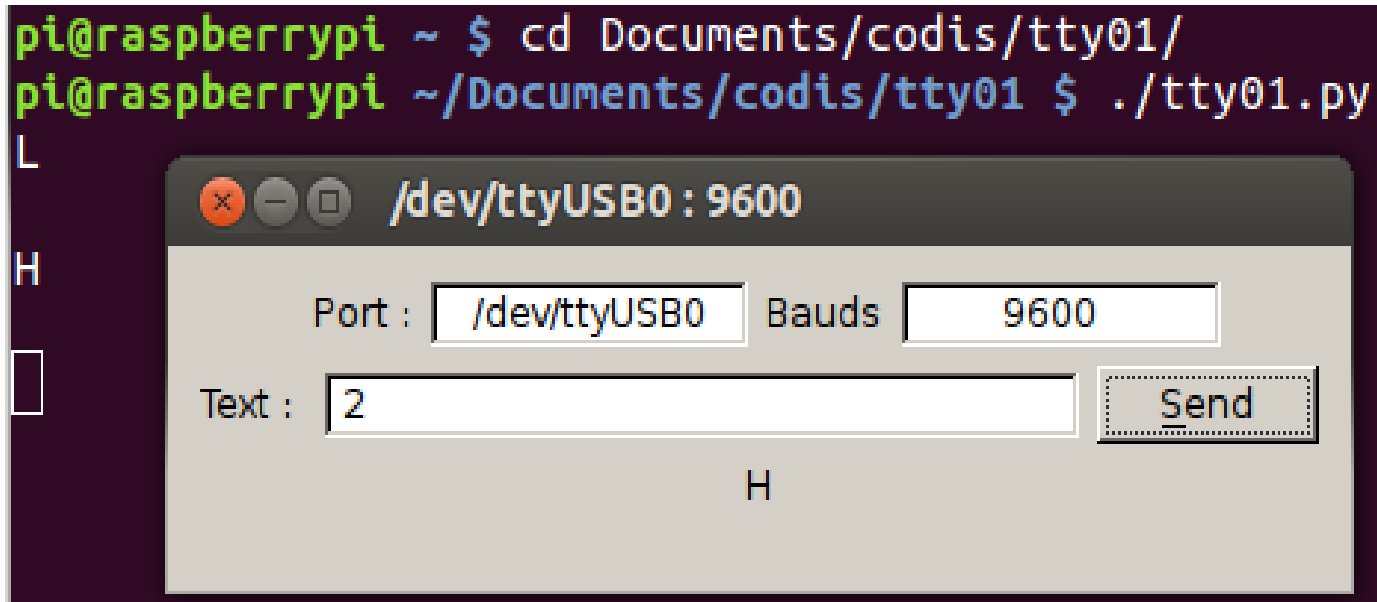 pi@raspberrypi ~ $ cd Documents/codis/tty01/
pi@raspberrypi ~/Documents/codis/tty01 $ ./tty01.py
L
H
/dev/ttyUSB0 : 9600
Port : /dev/ttyUSB0 Bauds 9600
Text : 2 Send
H